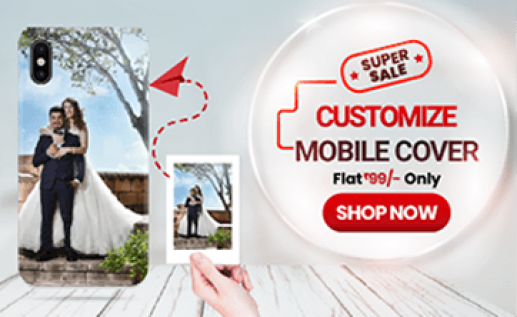 SUPER
SALE
CUSTOMIZE
MOBILE COVER
Flat ₹99/- Only
SHOP NOW